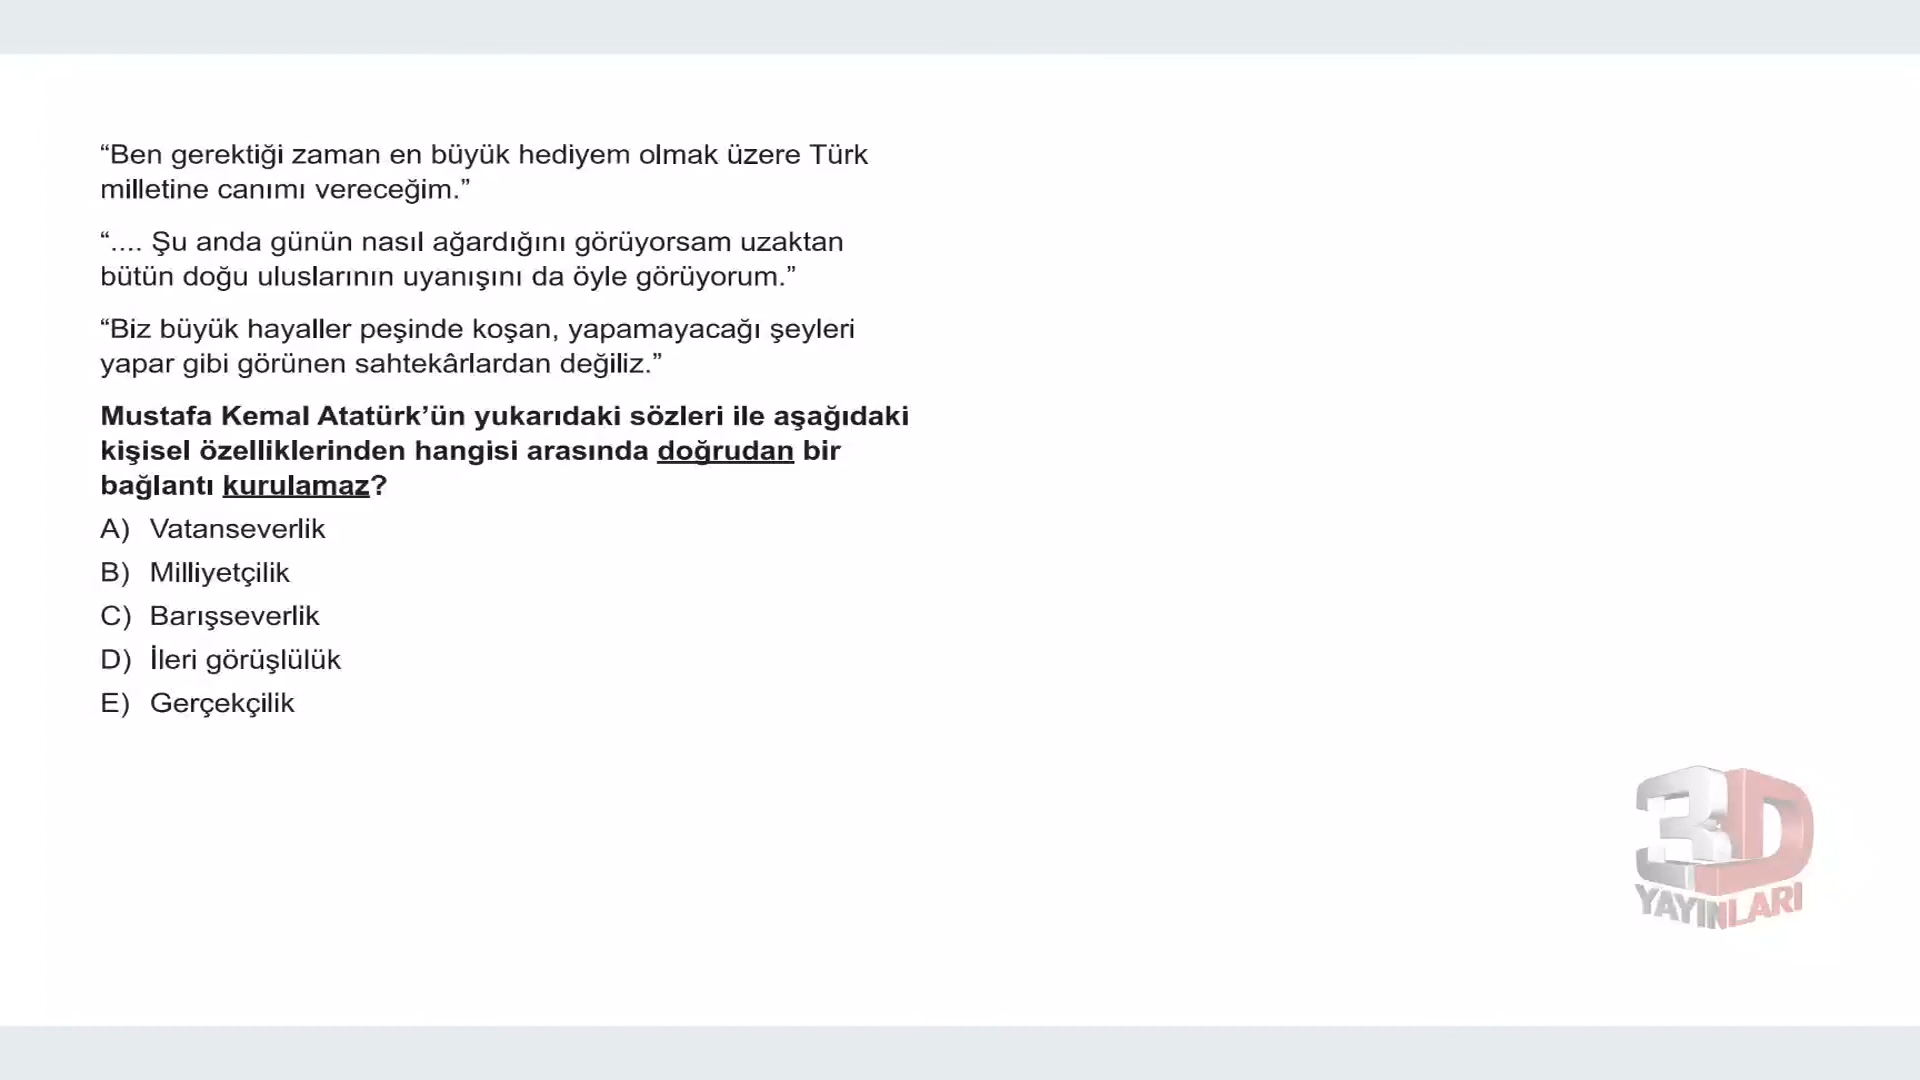 “Ben gerektiği zaman en büyük hediyem olmak üzere Türk
milletine canımı vereceğim.”
“.... Şu anda günün nasıl ağardığını görüyorsam uzaktan
bütün doğu uluslarının uyanışını da öyle görüyorum.”
“Biz büyük hayaller peşinde koşan, yapamayacağı şeyleri
yapar gibi görünen sahtekârlardan değiliz.”
Mustafa Kemal Atatürk’ün yukarıdaki sözleri ile aşağıdaki
kişisel özelliklerinden hangisi arasında doğrudan bir
bağlantı kurulamaz?
A) Vatanseverlik
B) Milliyetçilik
C) Barışseverlik
D) İleri görüşlülük
E) Gerçekçilik
3D
YAYINLARI